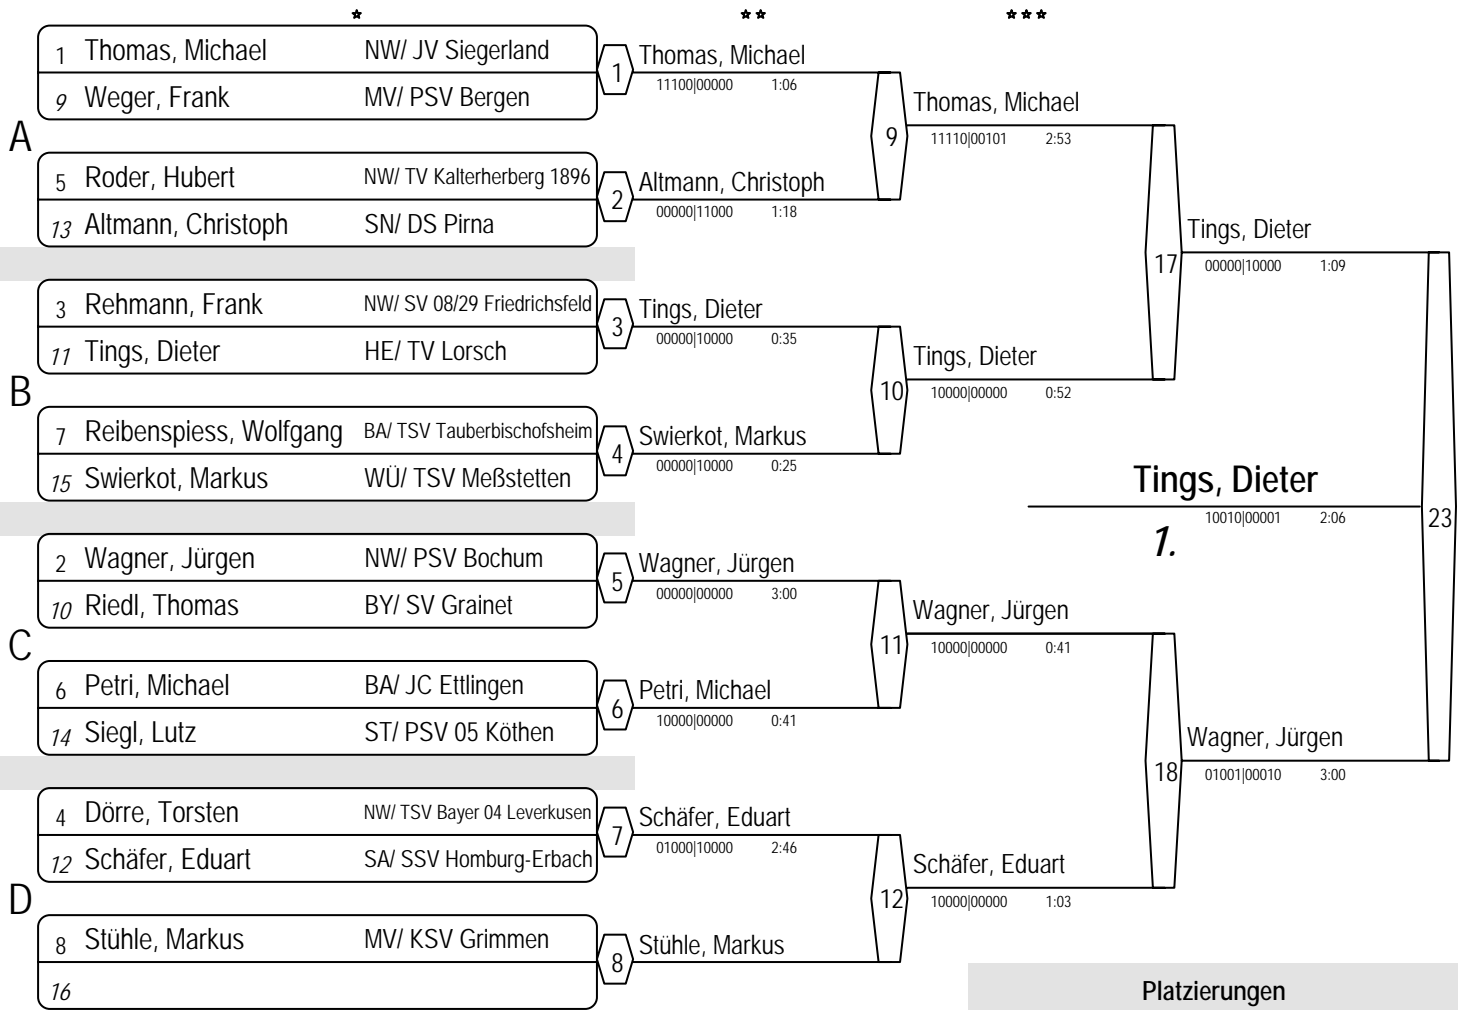 1 Thomas, Michael NW/ JV Siegerland
9 Weger, Frank MV/ PSV Bergen
A
5 Roder, Hubert NW/ TV Kalterherberg 1896
13 Altmann, Christoph SN/ DS Pirna
3 Rehmann, Frank NW/ SV 08/29 Friedrichsfeld
11 Tings, Dieter HE/ TV Lorsch
B
7 Reibenspiess, Wolfgang BA/ TSV Tauberbischofsheim
15 Swierkot, Markus WÜ/ TSV Meßstetten
2 Wagner, Jürgen NW/ PSV Bochum
10 Riedl, Thomas BY/ SV Grainet
C
6 Petri, Michael BA/ JC Ettlingen
14 Siegl, Lutz ST/ PSV 05 Köthen
4 Dörre, Torsten NW/ TSV Bayer 04 Leverkusen
12 Schäfer, Eduart SA/ SSV Homburg-Erbach
D
8 Stühle, Markus MV/ KSV Grimmen
16
1 Thomas, Michael
11100|00000 1:06
2 Altmann, Christoph
00000|11000 1:18
3 Tings, Dieter
00000|10000 0:35
4 Swierkot, Markus
00000|10000 0:25
5 Wagner, Jürgen
00000|00000 3:00
6 Petri, Michael
10000|00000 0:41
7 Schäfer, Eduart
01000|10000 2:46
8 Stühle, Markus
9 Thomas, Michael
11110|00101 2:53
10 Tings, Dieter
10000|00000 0:52
11 Wagner, Jürgen
10000|00000 0:41
12 Schäfer, Eduart
10000|00000 1:03
17 Tings, Dieter
00000|10000 1:09
18 Wagner, Jürgen
01001|00010 3:00
Tings, Dieter
10010|00001 2:06
23
1.
Platzierungen